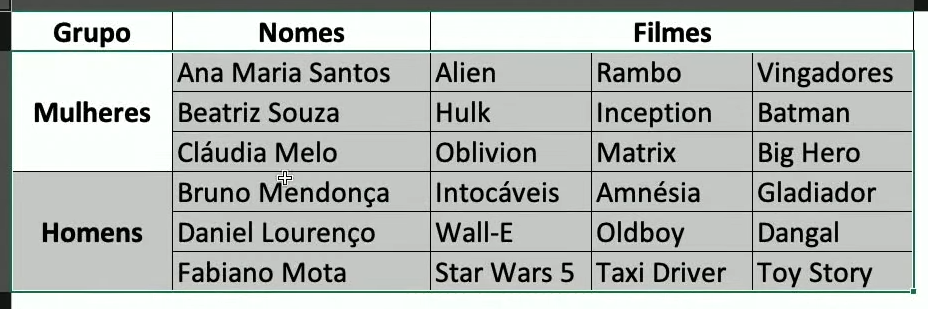 Grupo Nomes Filmes
Ana Maria Santos Alien Rambo Vingadores
Mulheres Beatriz Souza Hulk Inception Batman
Cláudia Melo Oblivion Matrix Big Hero
Bruno Mendonça Intocáveis Amnésia Gladiador
Homens Daniel Lourenço Wall-E Oldboy Dangal
Fabiano Mota Star Wars 5 Taxi Driver Toy Story